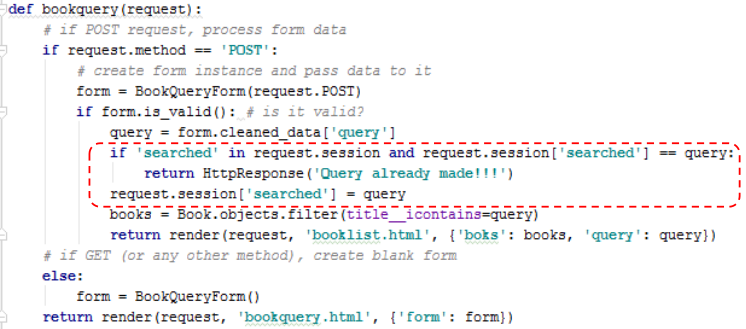 def bookquery(request):
    # if POST request, process form data
    if request.method == 'POST':
        # create form instance and pass data to it
        form = BookQueryForm(request.POST)
        if form.is_valid(): # is it valid?
            query = form.cleaned_data['query']
            if 'searched' in request.session and request.session['searched'] == query:
                return HttpResponse('Query already made!!!')
            request.session['searched'] = query
            books = Book.objects.filter(title__icontains=query)
            return render(request, 'booklist.html', {'boks': books, 'query': query})
    # if GET (or any other method), create blank form
    else:
        form = BookQueryForm()
    return render(request, 'bookquery.html', {'form': form})